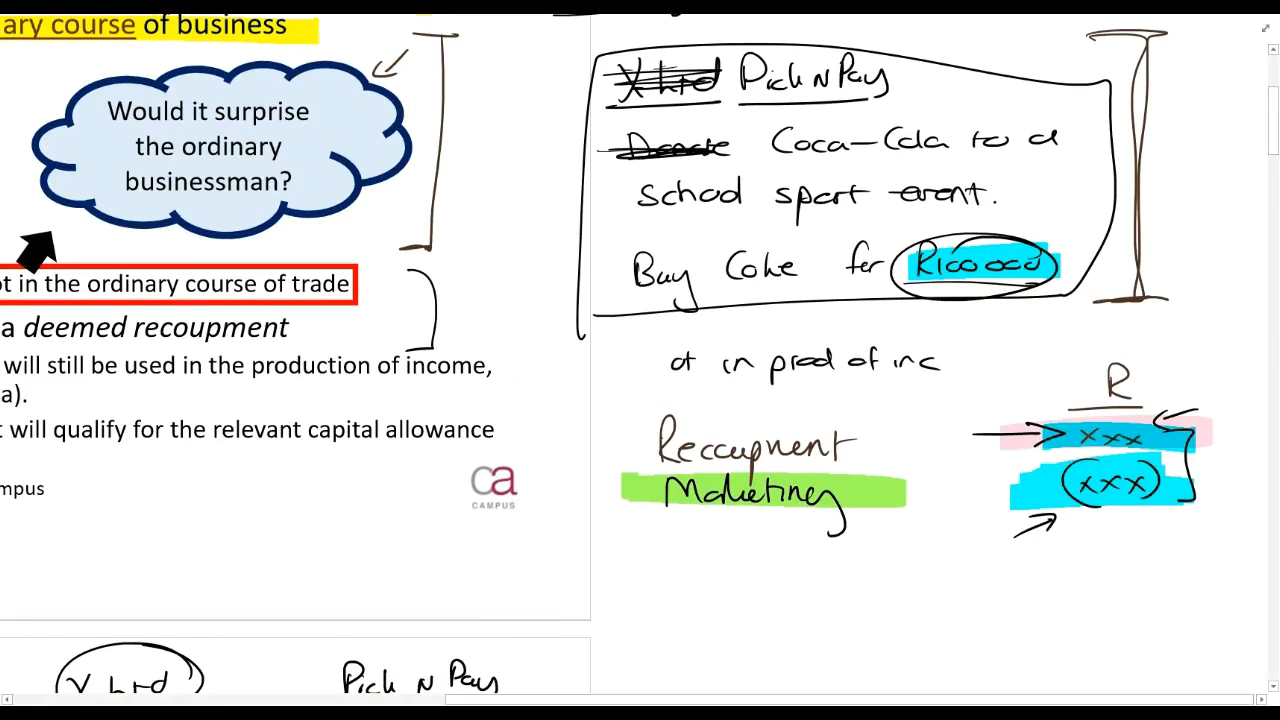 ary course of business
Would it surprise
the ordinary
businessman?
ot in the ordinary course of trade
a deemed recoupment
will still be used in the production of income,
a).
t will qualify for the relevant capital allowance
mpus
ca
CAMPUS
Y Ltd Pick n Pay
Donate Coca-Cola to a
school sport event.
Buy Coke for R100 000
ot in prod of inc
R
Recoupment xxx
Marketing (xxx)
Y Ltd Pick n Pay